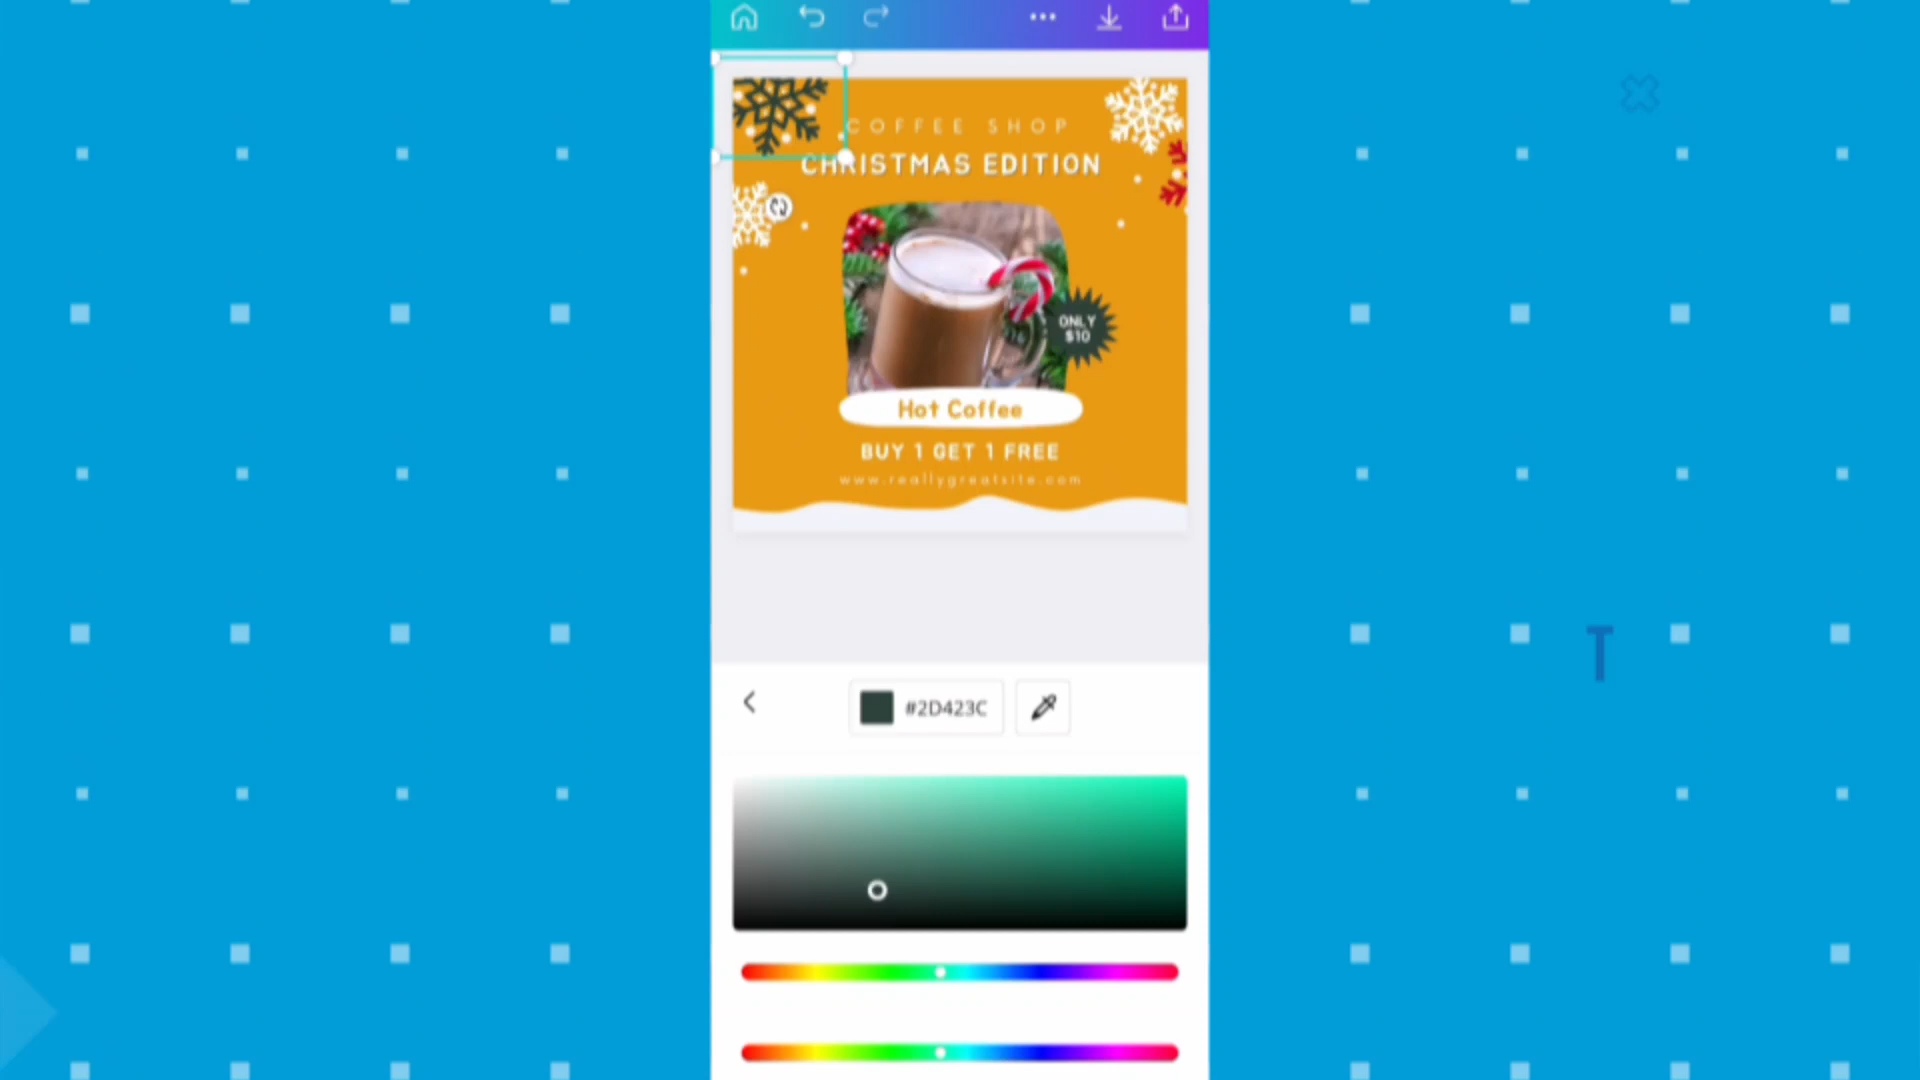 COFFEE SHOP
CHRISTMAS EDITION
ONLY
$10
Hot Coffee
BUY 1 GET 1 FREE
www.reallygreatsite.com
#2D423C
T